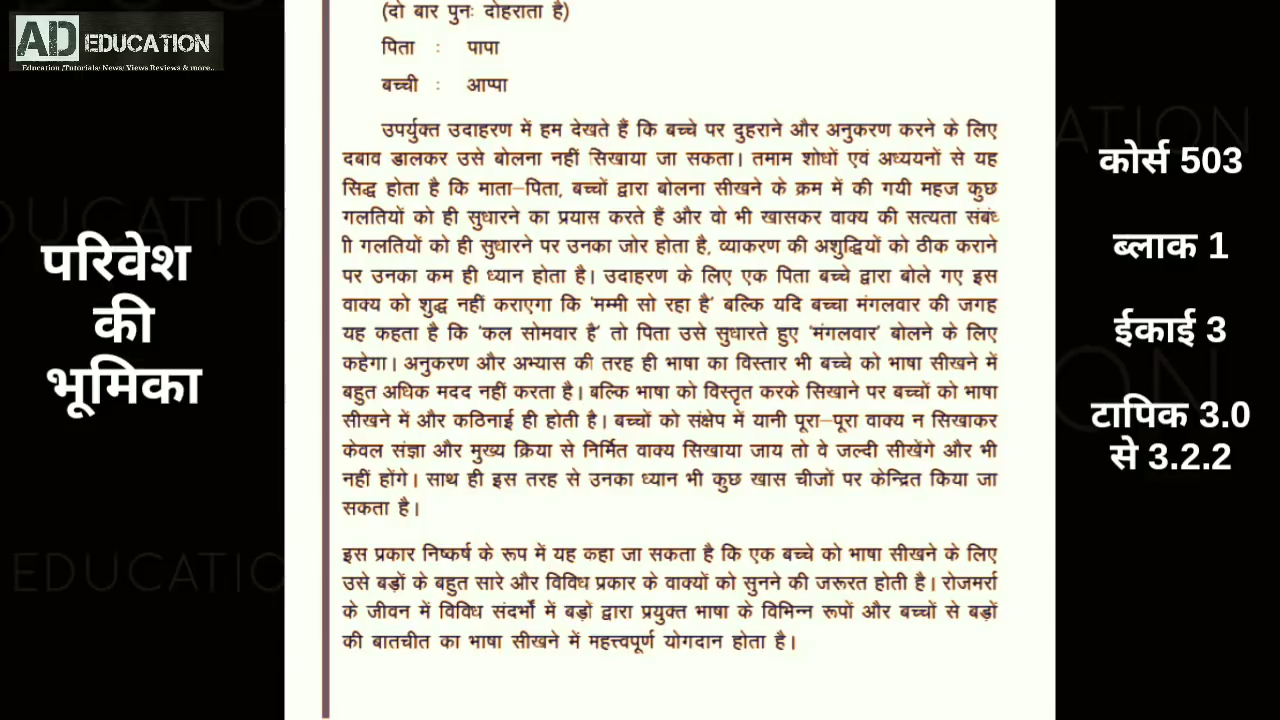 AD EDUCATION
Education /Tutorials/ News/ Views Reviews & more..
परिवेश
की
भूमिका
(दो बार पुनः दोहराता है)
पिता : पापा
बच्ची : आप्पा
उपर्युक्त उदाहरण में हम देखते हैं कि बच्चे पर दुहराने और अनुकरण करने के लिए
दबाव डालकर उसे बोलना नहीं सिखाया जा सकता। तमाम शोधों एवं अध्ययनों से यह
सिद्ध होता है कि माता–पिता, बच्चों द्वारा बोलना सीखने के क्रम में की गयी महज कुछ
गलतियों को ही सुधारने का प्रयास करते हैं और वो भी खासकर वाक्य की सत्यता संबंध
ी गलतियों को ही सुधारने पर उनका जोर होता है, व्याकरण की अशुद्धियों को ठीक कराने
पर उनका कम ही ध्यान होता है। उदाहरण के लिए एक पिता बच्चे द्वारा बोले गए इस
वाक्य को शुद्ध नहीं कराएगा कि 'मम्मी सो रहा है' बल्कि यदि बच्चा मंगलवार की जगह
यह कहता है कि 'कल सोमवार है' तो पिता उसे सुधारते हुए 'मंगलवार' बोलने के लिए
कहेगा। अनुकरण और अभ्यास की तरह ही भाषा का विस्तार भी बच्चे को भाषा सीखने में
बहुत अधिक मदद नहीं करता है। बल्कि भाषा को विस्तृत करके सिखाने पर बच्चों को भाषा
सीखने में और कठिनाई ही होती है। बच्चों को संक्षेप में यानी पूरा–पूरा वाक्य न सिखाकर
केवल संज्ञा और मुख्य क्रिया से निर्मित वाक्य सिखाया जाय तो वे जल्दी सीखेंगे और भी
नहीं होंगे। साथ ही इस तरह से उनका ध्यान भी कुछ खास चीजों पर केन्द्रित किया जा
सकता है।
इस प्रकार निष्कर्ष के रूप में यह कहा जा सकता है कि एक बच्चे को भाषा सीखने के लिए
उसे बड़ों के बहुत सारे और विविध प्रकार के वाक्यों को सुनने की जरूरत होती है। रोजमर्रा
के जीवन में विविध संदर्भों में बड़ों द्वारा प्रयुक्त भाषा के विभिन्न रूपों और बच्चों से बड़ों
की बातचीत का भाषा सीखने में महत्त्वपूर्ण योगदान होता है।
कोर्स 503
ब्लाक 1
ईकाई 3
टापिक 3.0
से 3.2.2